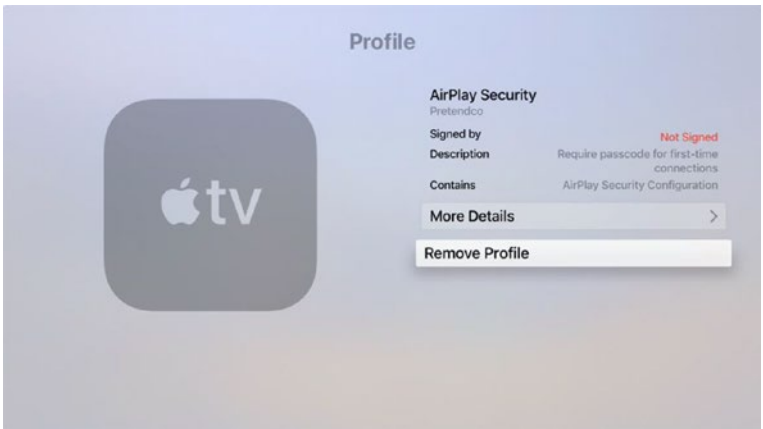 Profile
tv
AirPlay Security
Pretendco
Signed by Not Signed
Description Require passcode for first-time
connections
Contains AirPlay Security Configuration
More Details
Remove Profile